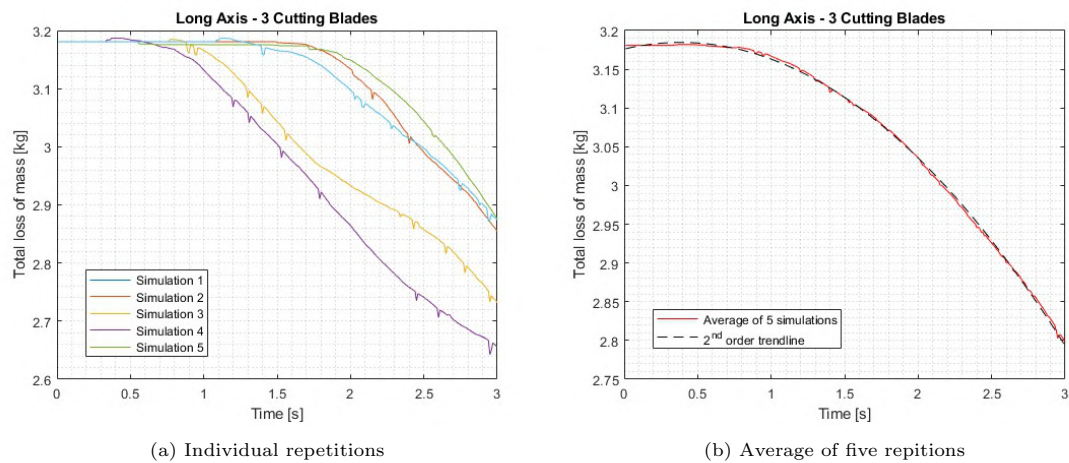 Long Axis - 3 Cutting Blades
Total loss of mass [kg]
3.2
3.1
3
2.9
2.8
2.7
2.6
Simulation 1
Simulation 2
Simulation 3
Simulation 4
Simulation 5
0
0.5
1
1.5
2
2.5
3
Time [s]
(a) Individual repetitions
Long Axis - 3 Cutting Blades
Total loss of mass [kg]
3.2
3.15
3.1
3.05
3
2.95
2.9
2.85
2.8
2.75
Average of 5 simulations
2nd order trendline
0
0.5
1
1.5
2
2.5
3
Time [s]
(b) Average of five repitions